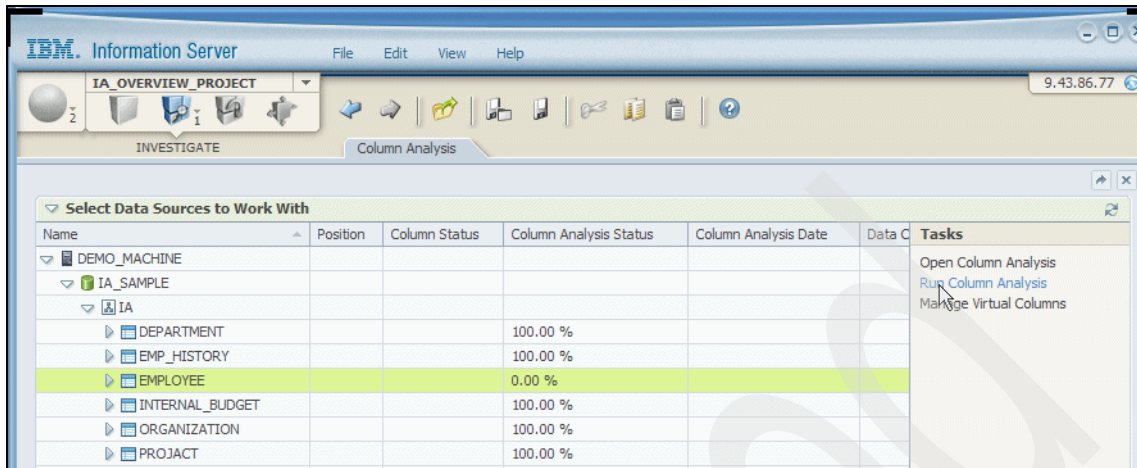 IBM. Information Server File Edit View Help
IA_OVERVIEW_PROJECT 9.43.86.77
2 1
INVESTIGATE Column Analysis
Select Data Sources to Work With
Name Position Column Status Column Analysis Status Column Analysis Date Data C Tasks
DEMO_MACHINE Open Column Analysis
IA_SAMPLE Run Column Analysis
IA Manage Virtual Columns
DEPARTMENT 100.00 %
EMP_HISTORY 100.00 %
EMPLOYEE 0.00 %
INTERNAL_BUDGET 100.00 %
ORGANIZATION 100.00 %
PROJACT 100.00 %